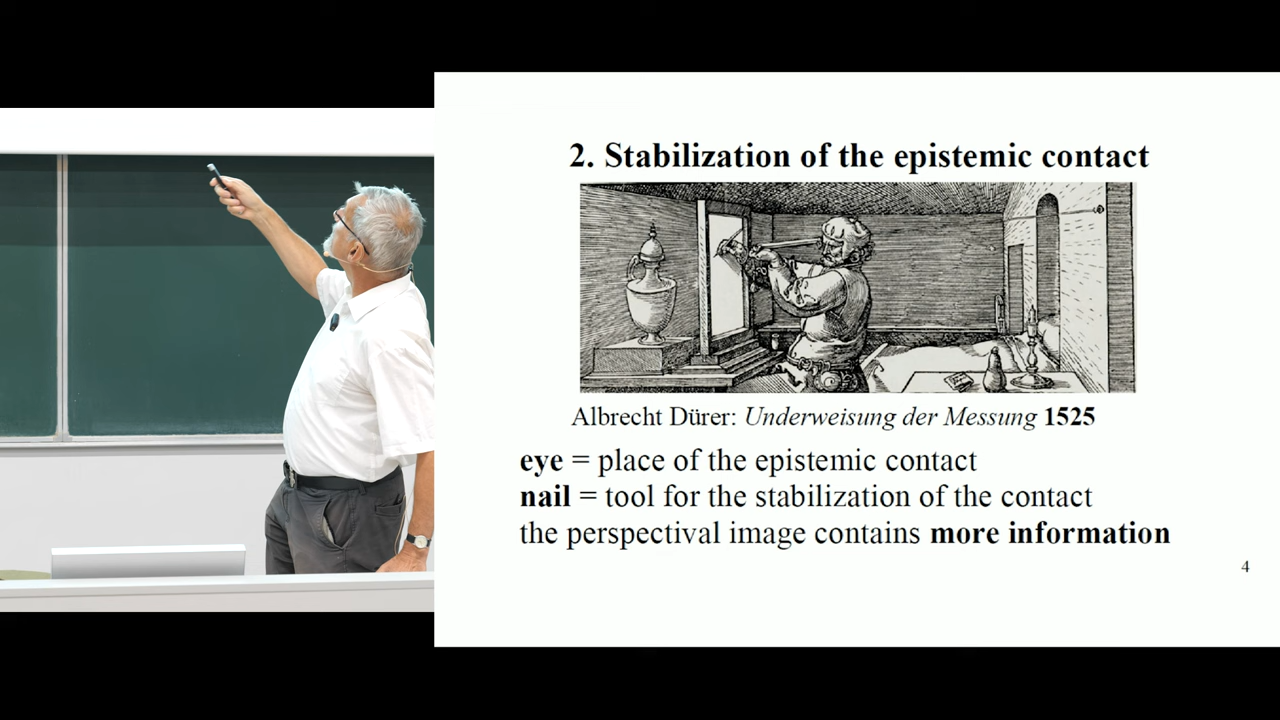 2. Stabilization of the epistemic contact
Albrecht Dürer: Underweisung der Messung 1525
eye = place of the epistemic contact
nail = tool for the stabilization of the contact
the perspectival image contains more information
4